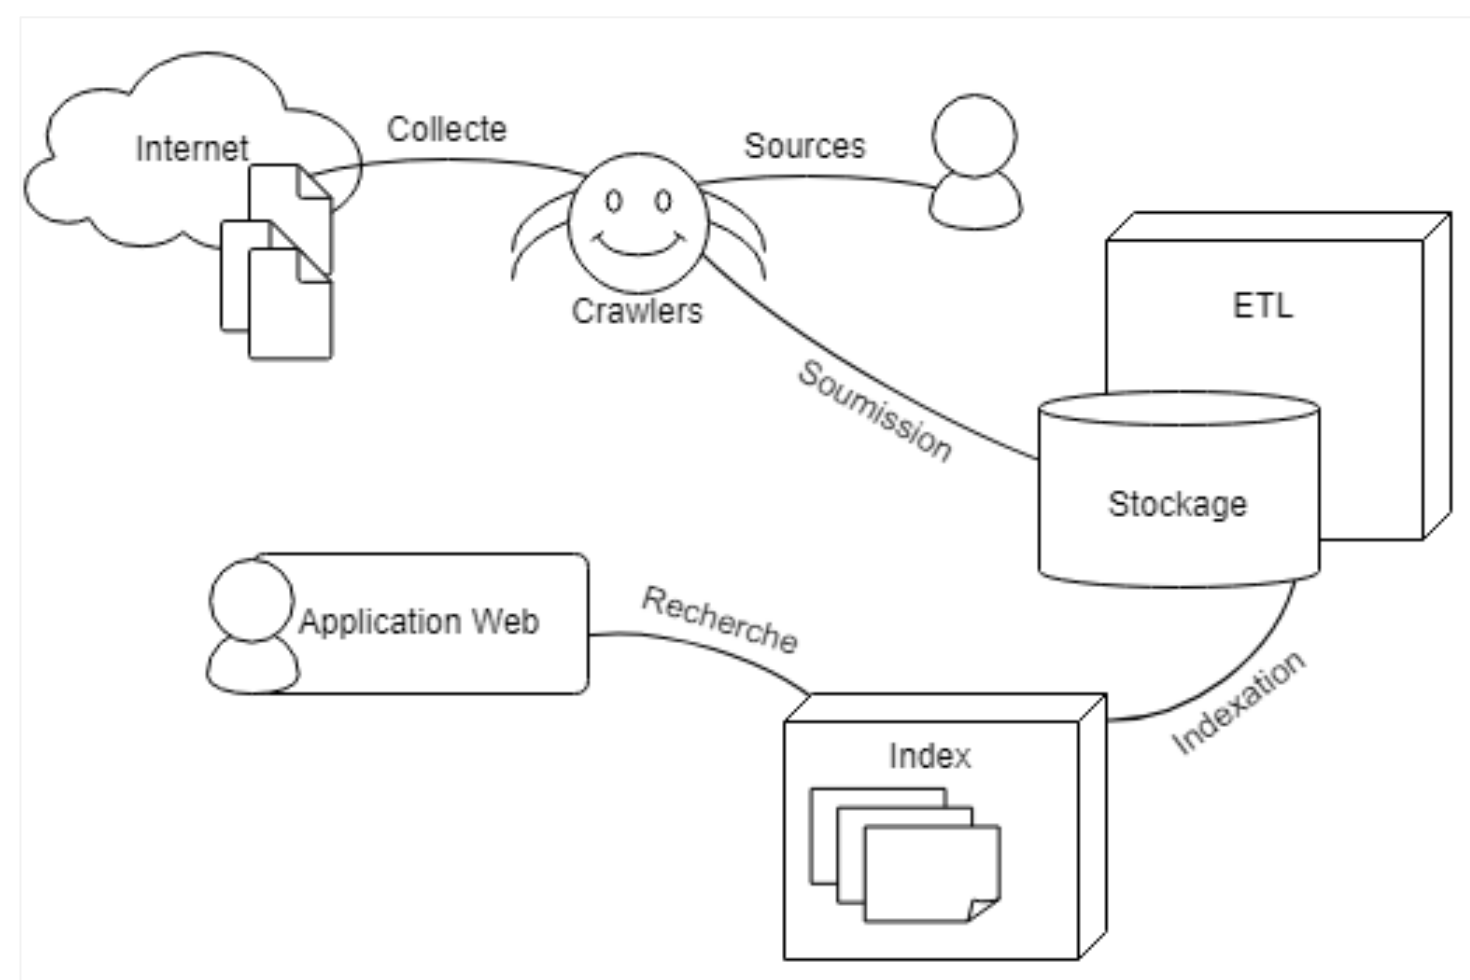 Internet
Collecte
Sources
Crawlers
ETL
Soumission
Stockage
Application Web
Recherche
Indexation
Index